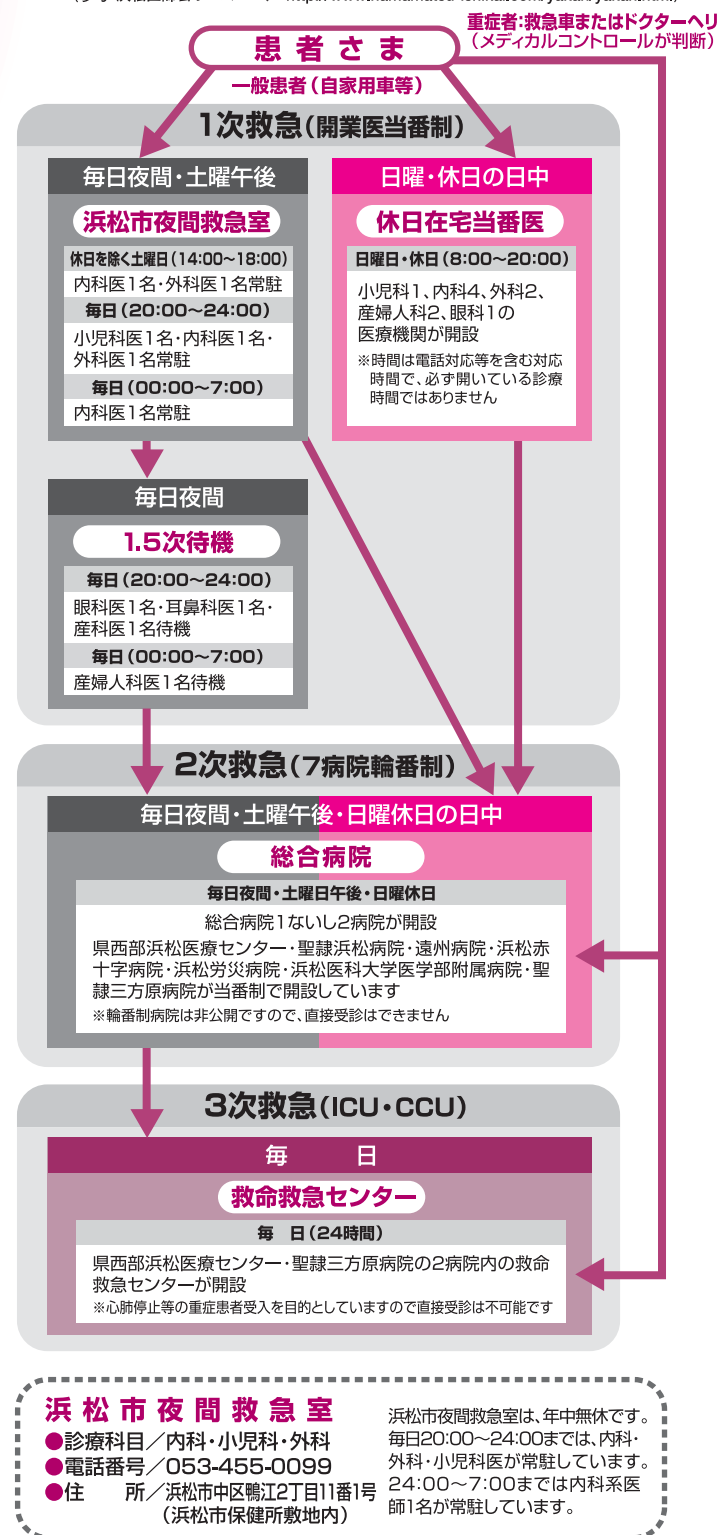 重症者:救急車またはドクターヘリ
(メディカルコントロールが判断)
患者さま
一般患者(自家用車等)
1次救急(開業医当番制)
毎日夜間・土曜午後
浜松市夜間救急室
休日を除く土曜日(14:00～18:00)
内科医1名・外科医1名常駐
毎日(20:00～24:00)
小児科医1名・内科医1名・
外科医1名常駐
毎日(00:00～7:00)
内科医1名常駐
日曜・休日の日中
休日在宅当番医
日曜日・休日(8:00～20:00)
小児科1、内科4、外科2、
産婦人科2、眼科1の
医療機関が開設
※時間は電話対応等を含む対応
時間で、必ず開いている診療
時間ではありません
毎日夜間
1.5次待機
毎日(20:00～24:00)
眼科医1名・耳鼻科医1名・
産科医1名待機
毎日(00:00～7:00)
産婦人科医1名待機
2次救急(7病院輪番制)
毎日夜間・土曜午後・日曜休日の日中
総合病院
毎日夜間・土曜日午後・日曜休日
総合病院1ないし2病院が開設
県西部浜松医療センター・聖隷浜松病院・遠州病院・浜松赤
十字病院・浜松労災病院・浜松医科大学医学部附属病院・聖
隷三方原病院が当番制で開設しています
※輪番制病院は非公開ですので、直接受診はできません
3次救急(ICU・CCU)
毎　日
救命救急センター
毎　日(24時間)
県西部浜松医療センター・聖隷三方原病院の2病院内の救命
救急センターが開設
※心肺停止等の重症患者受入を目的としていますので直接受診は不可能です
浜松市夜間救急室
●診療科目／内科・小児科・外科
●電話番号／053-455-0099
●住　所／浜松市中区鴨江2丁目11番1号
(浜松市保健所敷地内)
浜松市夜間救急室は、年中無休です。
毎日20:00～24:00までは、内科・
外科・小児科医が常駐しています。
24:00～7:00までは内科系医
師1名が常駐しています。